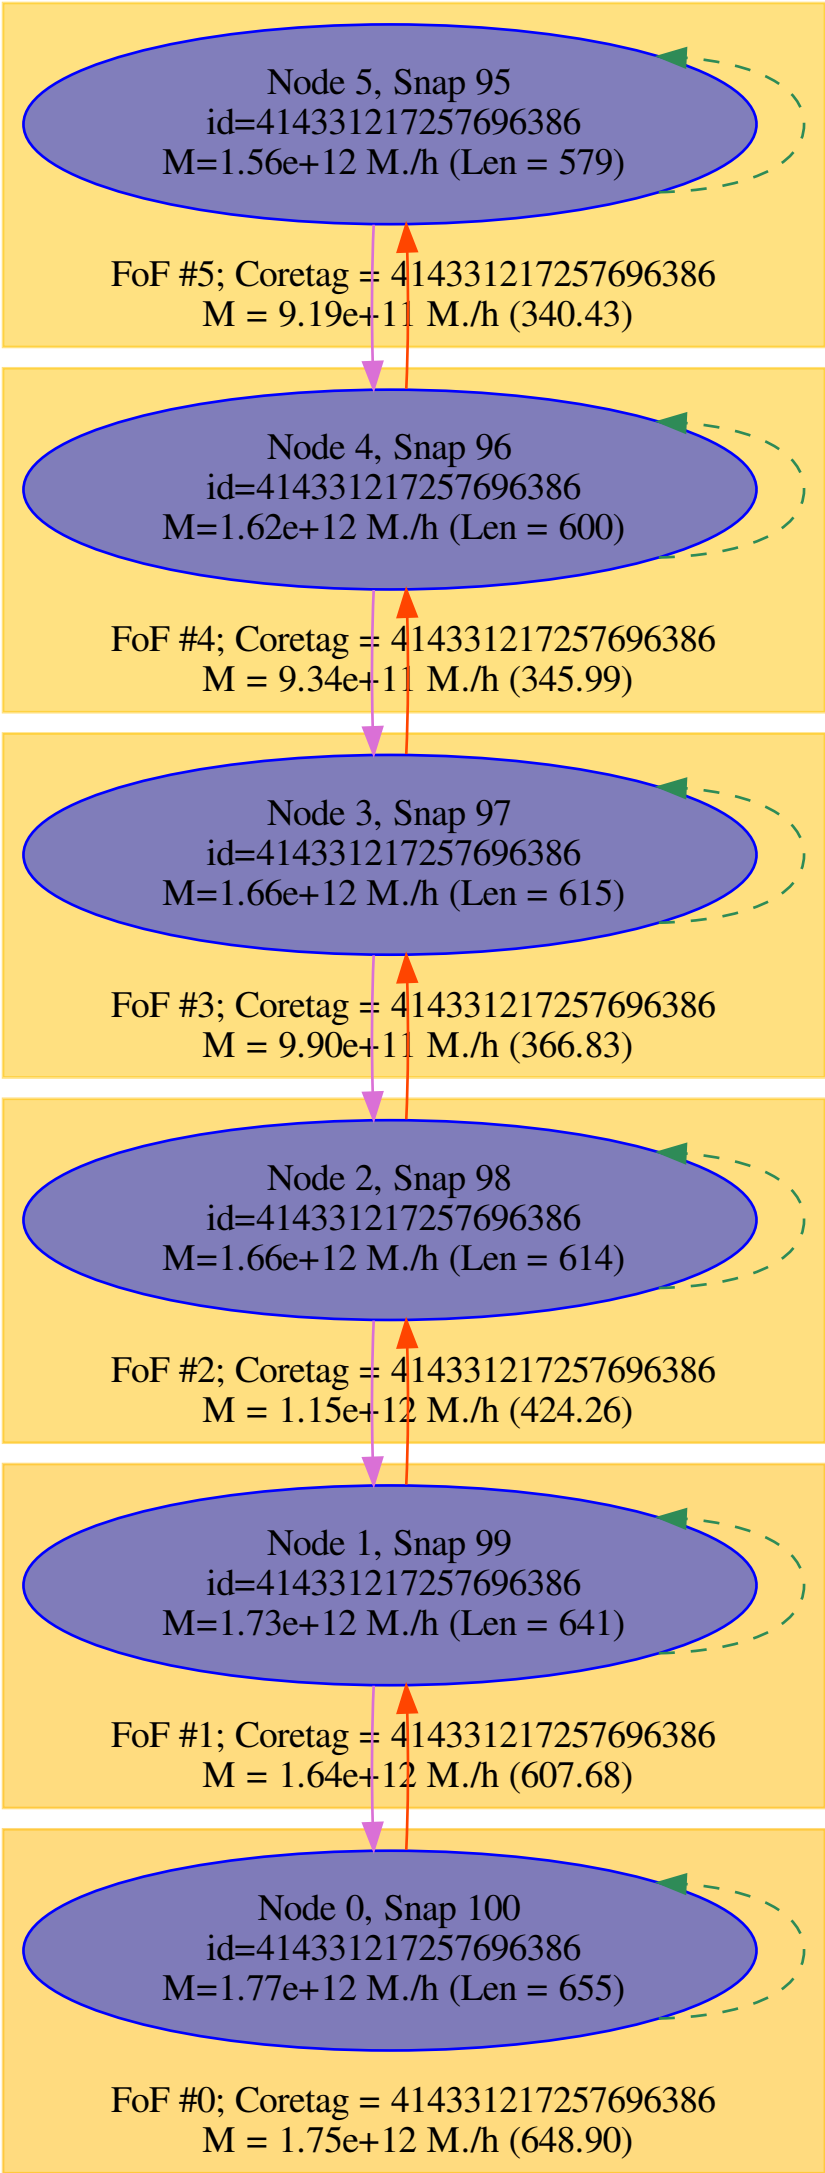 Node 5, Snap 95
id=414331217257696386
M=1.56e+12 M./h (Len = 579)
FoF #5; Coretag = 414331217257696386
M = 9.19e+11 M./h (340.43)
Node 4, Snap 96
id=414331217257696386
M=1.62e+12 M./h (Len = 600)
FoF #4; Coretag = 414331217257696386
M = 9.34e+11 M./h (345.99)
Node 3, Snap 97
id=414331217257696386
M=1.66e+12 M./h (Len = 615)
FoF #3; Coretag = 414331217257696386
M = 9.90e+11 M./h (366.83)
Node 2, Snap 98
id=414331217257696386
M=1.66e+12 M./h (Len = 614)
FoF #2; Coretag = 414331217257696386
M = 1.15e+12 M./h (424.26)
Node 1, Snap 99
id=414331217257696386
M=1.73e+12 M./h (Len = 641)
FoF #1; Coretag = 414331217257696386
M = 1.64e+12 M./h (607.68)
Node 0, Snap 100
id=414331217257696386
M=1.77e+12 M./h (Len = 655)
FoF #0; Coretag = 414331217257696386
M = 1.75e+12 M./h (648.90)